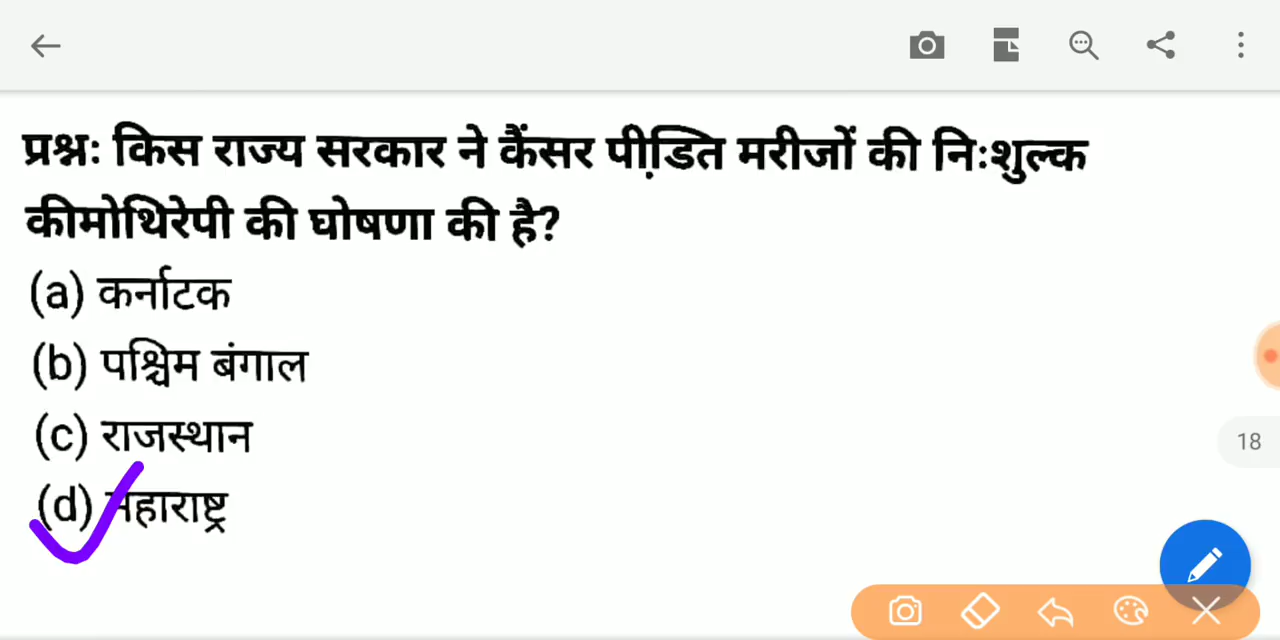 प्रश्नः किस राज्य सरकार ने कैंसर पीड़ित मरीजों की निःशुल्क
कीमोथिरेपी की घोषणा की है?
(a) कर्नाटक
(b) पश्चिम बंगाल
(c) राजस्थान
(d) महाराष्ट्र
18